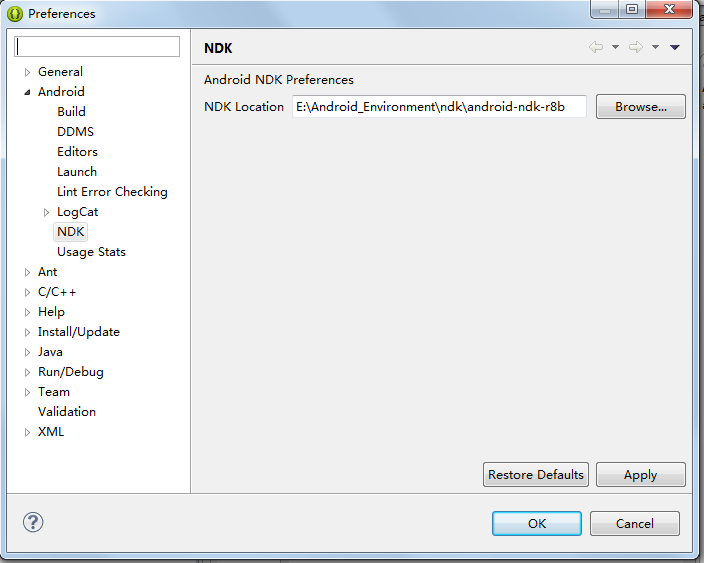 Preferences
General
Android
Build
DDMS
Editors
Launch
Lint Error Checking
LogCat
NDK
Usage Stats
Ant
C/C++
Help
Install/Update
Java
Run/Debug
Team
Validation
XML
NDK
Android NDK Preferences
NDK Location E:\Android_Environment\ndk\android-ndk-r8b Browse...
Restore Defaults Apply
? OK Cancel